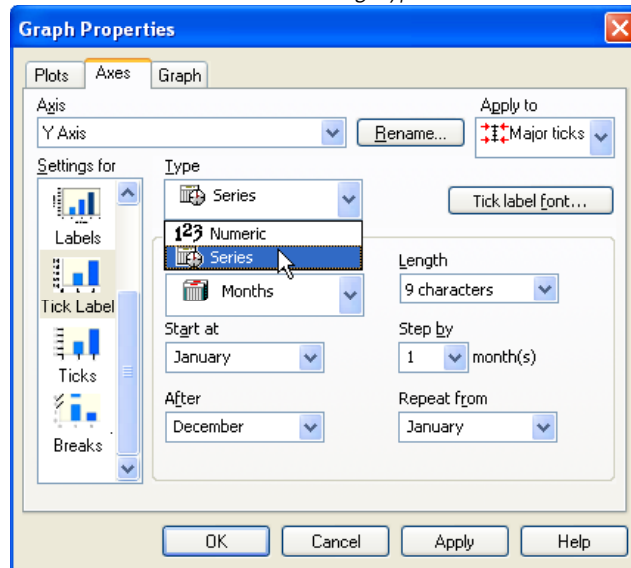 Graph Properties
Plots Axes Graph
Axis
Apply to
Y Axis
Rename...
Major ticks
Settings for
Type
Series
Tick label font...
Labels
123 Numeric
Series
Length
Tick Label
Months
9 characters
Start at
Step by
January
1
month(s)
Ticks
After
Repeat from
December
January
Breaks
OK Cancel Apply Help